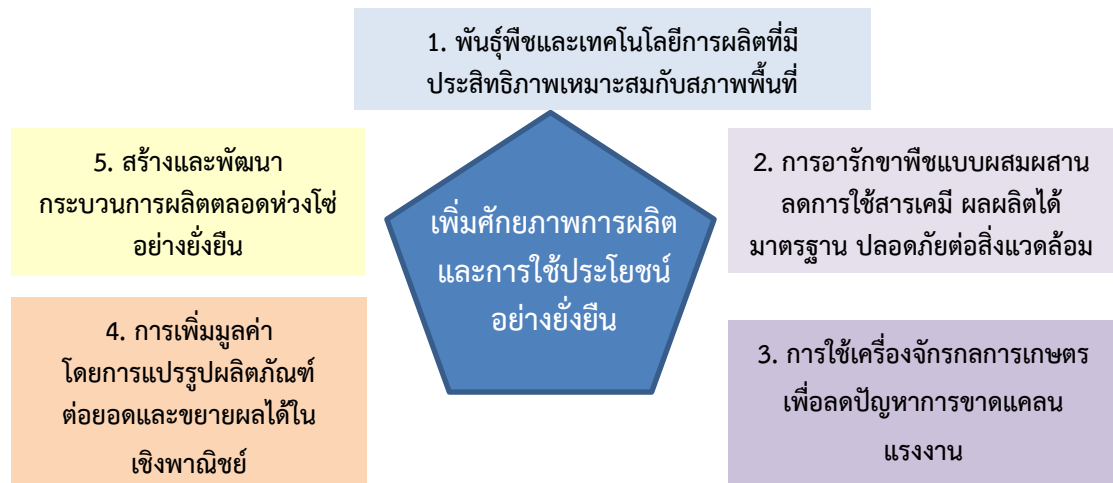 1. พันธุ์พืชและเทคโนโลยีการผลิตที่มี
ประสิทธิภาพเหมาะสมกับสภาพพื้นที่
5. สร้างและพัฒนา
กระบวนการผลิตตลอดห่วงโซ่
อย่างยั่งยืน
2. การอารักขาพืชแบบผสมผสาน
ลดการใช้สารเคมี ผลผลิตได้
มาตรฐาน ปลอดภัยต่อสิ่งแวดล้อม
เพิ่มศักยภาพการผลิต
และการใช้ประโยชน์
อย่างยั่งยืน
4. การเพิ่มมูลค่า
โดยการแปรรูปผลิตภัณฑ์
ต่อยอดและขยายผลได้ใน
เชิงพาณิชย์
3. การใช้เครื่องจักรกลการเกษตร
เพื่อลดปัญหาการขาดแคลน
แรงงาน